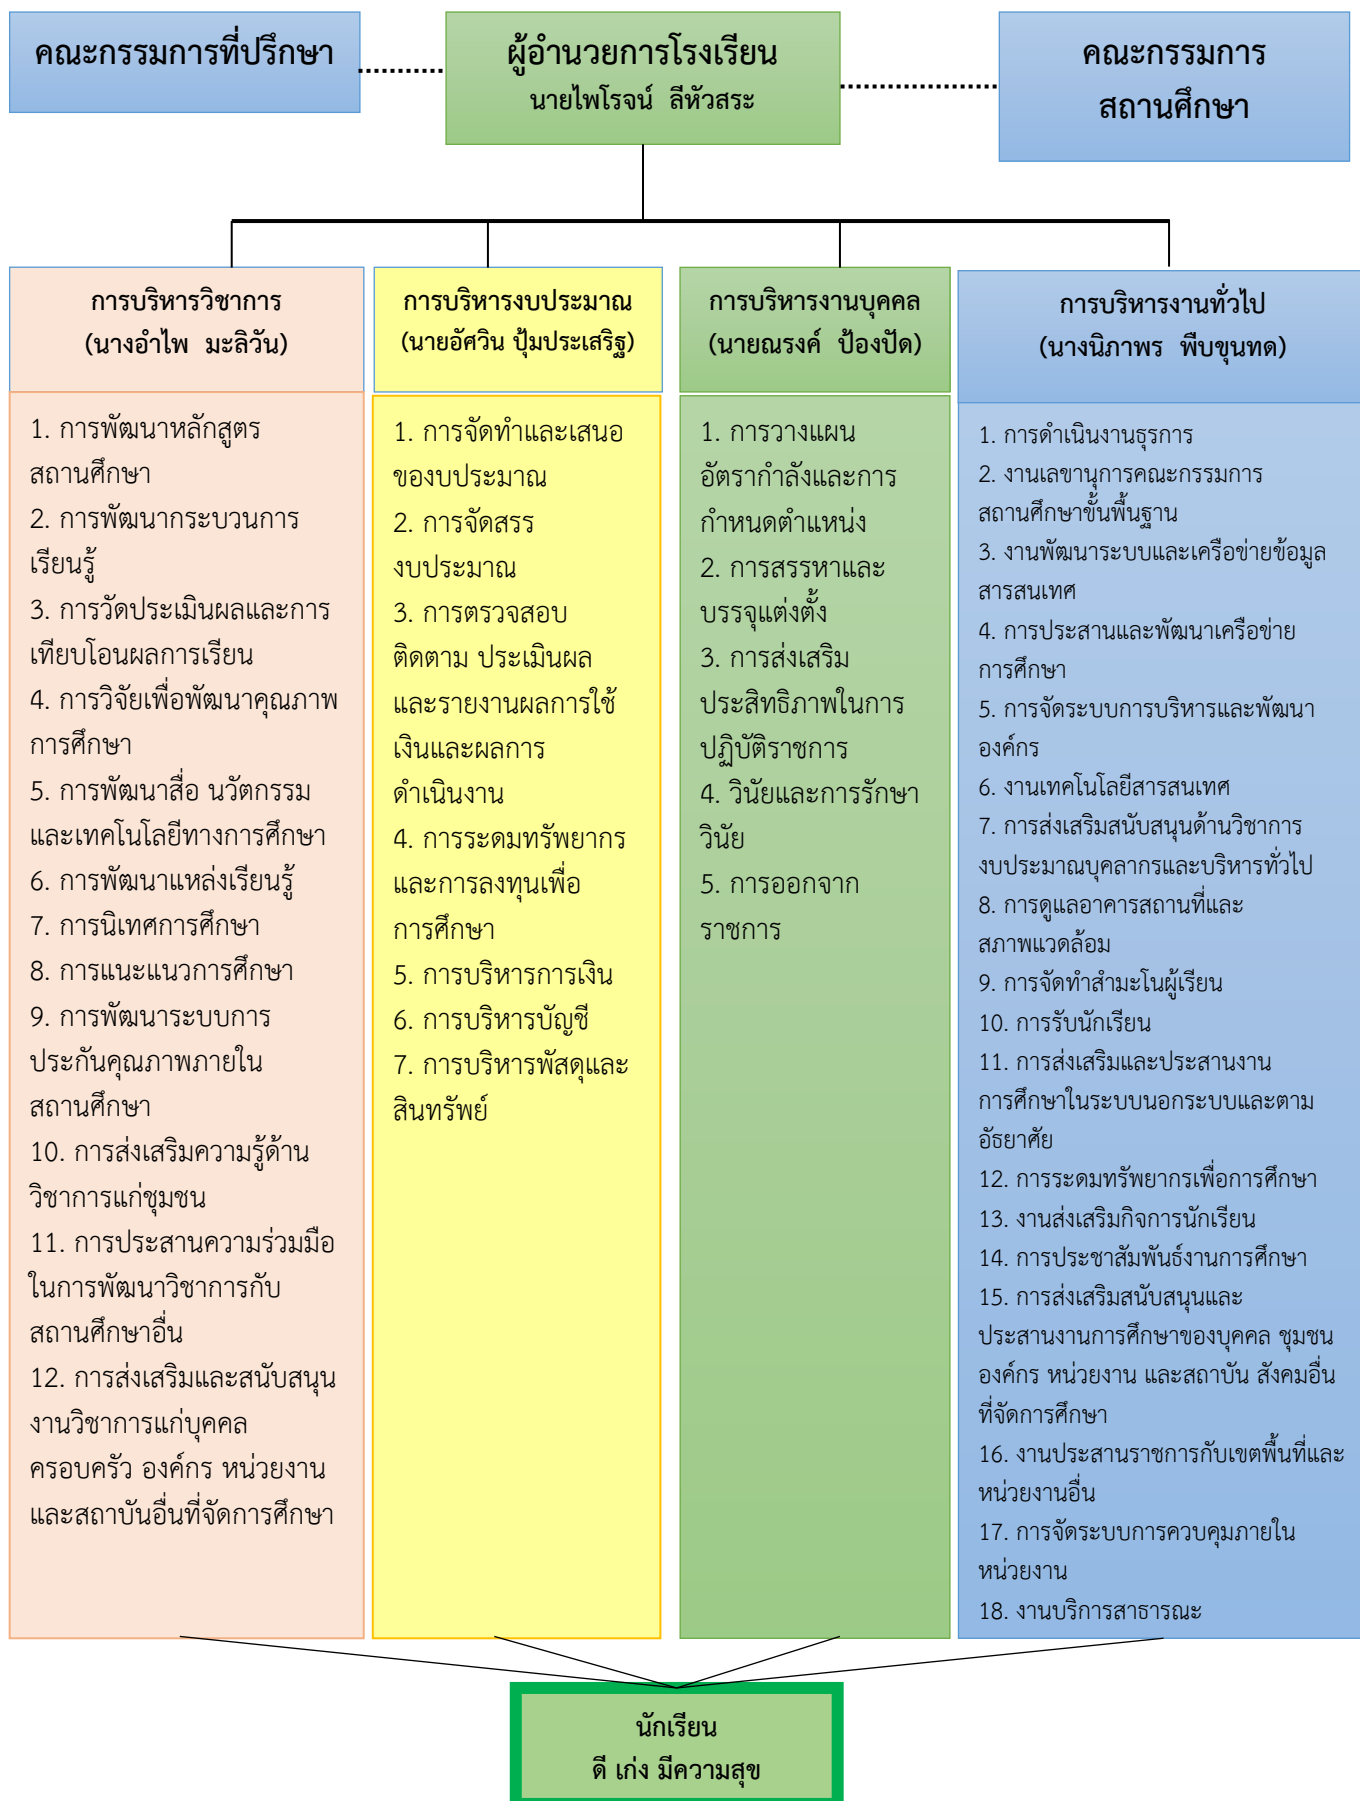 คณะกรรมการที่ปรึกษา
ผู้อำนวยการโรงเรียน
นายไพโรจน์  ลีหัวสระ
คณะกรรมการ
สถานศึกษา
การบริหารวิชาการ
(นางอำไพ  มะลิวัน)
1. การพัฒนาหลักสูตร
สถานศึกษา
2. การพัฒนากระบวนการ
เรียนรู้
3. การวัดประเมินผลและการ
เทียบโอนผลการเรียน
4. การวิจัยเพื่อพัฒนาคุณภาพ
การศึกษา
5. การพัฒนาสื่อ นวัตกรรม
และเทคโนโลยีทางการศึกษา
6. การพัฒนาแหล่งเรียนรู้
7. การนิเทศการศึกษา
8. การแนะแนวการศึกษา
9. การพัฒนาระบบการ
ประกันคุณภาพภายใน
สถานศึกษา
10. การส่งเสริมความรู้ด้าน
วิชาการแก่ชุมชน
11. การประสานความร่วมมือ
ในการพัฒนาวิชาการกับ
สถานศึกษาอื่น
12. การส่งเสริมและสนับสนุน
งานวิชาการแก่บุคคล
ครอบครัว องค์กร หน่วยงาน
และสถาบันอื่นที่จัดการศึกษา
การบริหารงบประมาณ
(นายอัศวิน ปุ้มประเสริฐ)
1. การจัดทำและเสนอ
ของบประมาณ
2. การจัดสรร
งบประมาณ
3. การตรวจสอบ
ติดตาม ประเมินผล
และรายงานผลการใช้
เงินและผลการ
ดำเนินงาน
4. การระดมทรัพยากร
และการลงทุนเพื่อ
การศึกษา
5. การบริหารการเงิน
6. การบริหารบัญชี
7. การบริหารพัสดุและ
สินทรัพย์
การบริหารงานบุคคล
(นายณรงค์  ป้องปัด)
1. การวางแผน
อัตรากำลังและการ
กำหนดตำแหน่ง
2. การสรรหาและ
บรรจุแต่งตั้ง
3. การส่งเสริม
ประสิทธิภาพในการ
ปฏิบัติราชการ
4. วินัยและการรักษา
วินัย
5. การออกจาก
ราชการ
การบริหารงานทั่วไป
(นางนิภาพร  พืบขุนทด)
1. การดำเนินงานธุรการ
2. งานเลขานุการคณะกรรมการ
สถานศึกษาขั้นพื้นฐาน
3. งานพัฒนาระบบและเครือข่ายข้อมูล
สารสนเทศ
4. การประสานและพัฒนาเครือข่าย
การศึกษา
5. การจัดระบบการบริหารและพัฒนา
องค์กร
6. งานเทคโนโลยีสารสนเทศ
7. การส่งเสริมสนับสนุนด้านวิชาการ
งบประมาณบุคลากรและบริหารทั่วไป
8. การดูแลอาคารสถานที่และ
สภาพแวดล้อม
9. การจัดทำสำมะโนผู้เรียน
10. การรับนักเรียน
11. การส่งเสริมและประสานงาน
การศึกษาในระบบนอกระบบและตาม
อัธยาศัย
12. การระดมทรัพยากรเพื่อการศึกษา
13. งานส่งเสริมกิจการนักเรียน
14. การประชาสัมพันธ์งานการศึกษา
15. การส่งเสริมสนับสนุนและ
ประสานงานการศึกษาของบุคคล ชุมชน
องค์กร หน่วยงาน และสถาบัน สังคมอื่น
ที่จัดการศึกษา
16. งานประสานราชการกับเขตพื้นที่และ
หน่วยงานอื่น
17. การจัดระบบการควบคุมภายใน
หน่วยงาน
18. งานบริการสาธารณะ
นักเรียน
ดี เก่ง มีความสุข